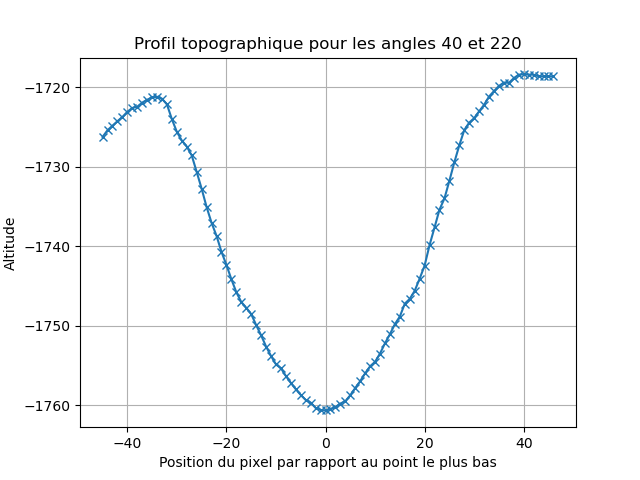 Profil topographique pour les angles 40 et 220
Altitude
−1720
−1730
−1740
−1750
−1760
−40 −20 0 20 40
Position du pixel par rapport au point le plus bas